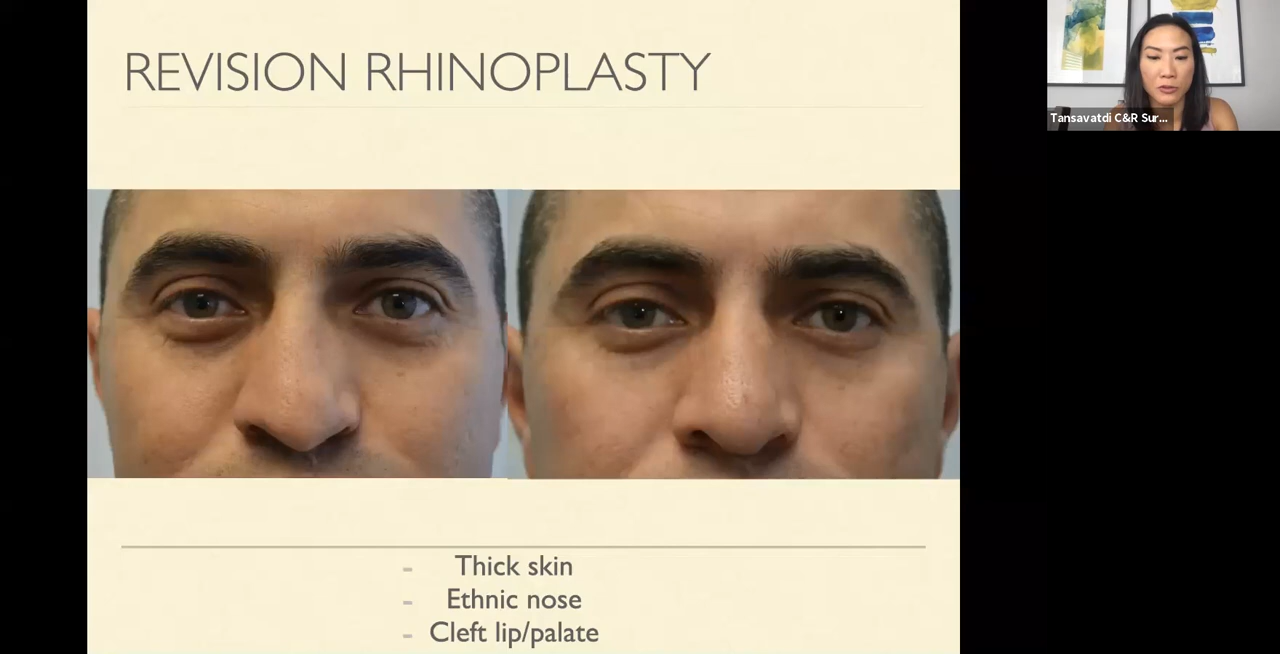 REVISION RHINOPLASTY
Tansavatdi C&R Sur...
- Thick skin
- Ethnic nose
- Cleft lip/palate